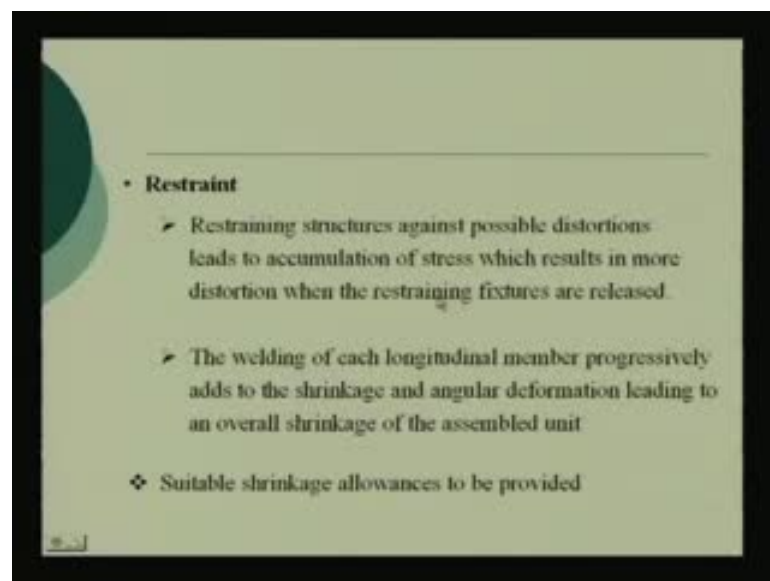 • Restraint
➢ Restraining structures against possible distortions
leads to accumulation of stress which results in more
distortion when the restraining fixtures are released.
➢ The welding of each longitudinal member progressively
adds to the shrinkage and angular deformation leading to
an overall shrinkage of the assembled unit
❖ Suitable shrinkage allowances to be provided